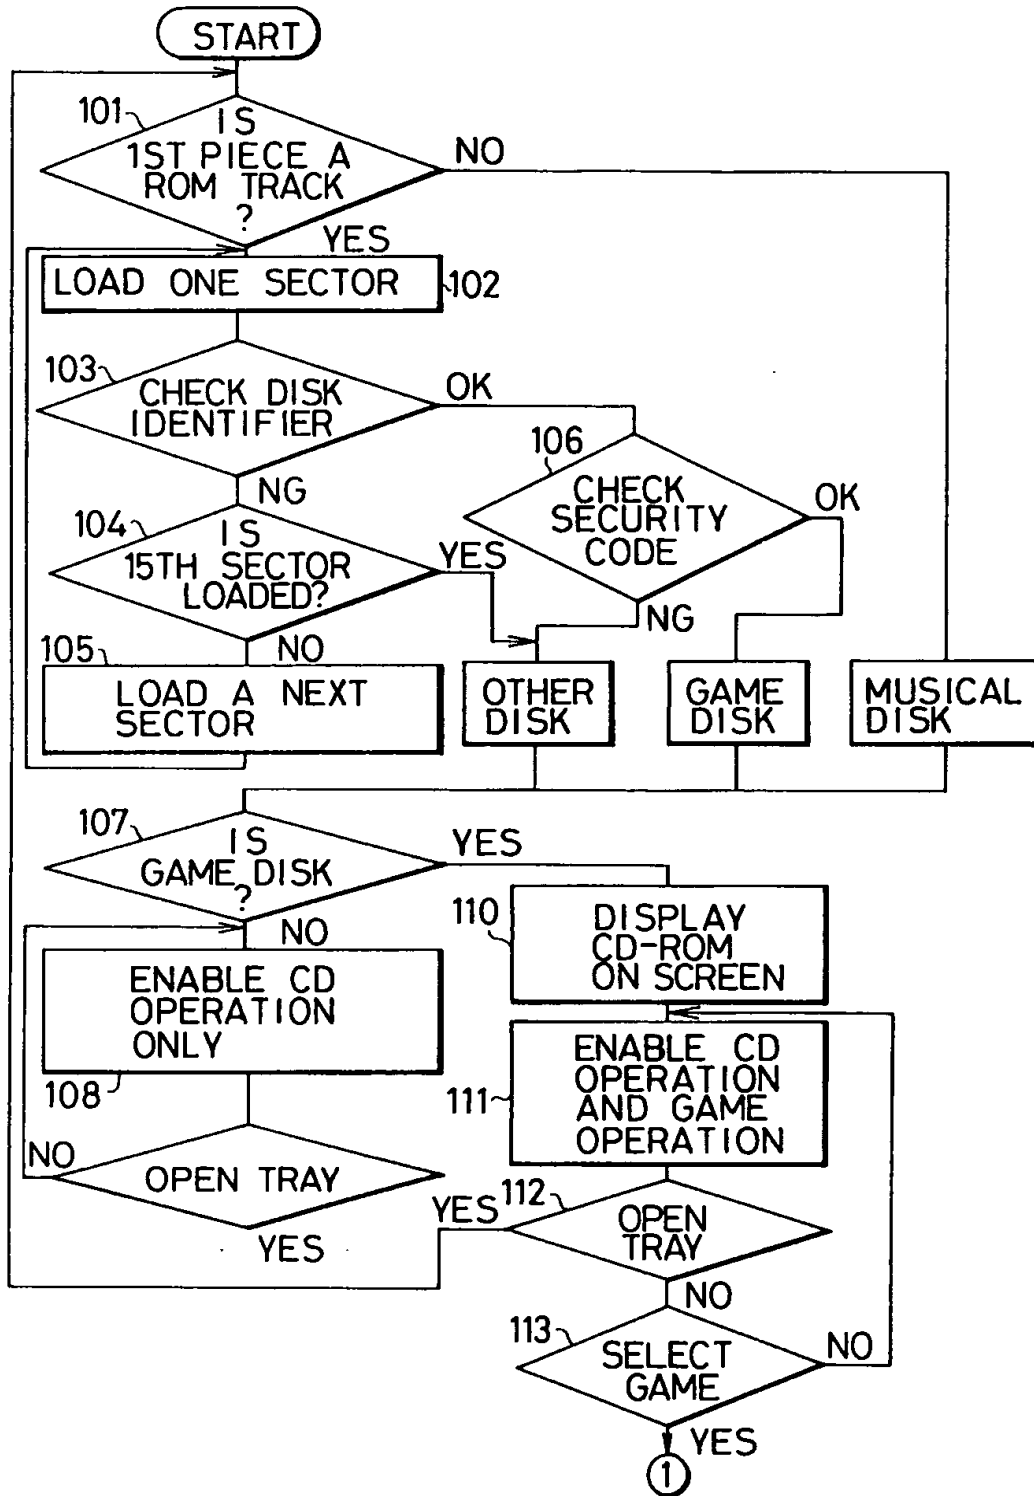 START
101
IS
1ST PIECE A
ROM TRACK
?
NO
YES
LOAD ONE SECTOR
102
103
CHECK DISK
IDENTIFIER
OK
NG
106
CHECK
SECURITY
CODE
OK
NG
104
IS
15TH SECTOR
LOADED?
YES
NO
105
LOAD A NEXT
SECTOR
OTHER
DISK
GAME
DISK
MUSICAL
DISK
107
IS
GAME DISK
?
YES
NO
110
DISPLAY
CD-ROM
ON SCREEN
ENABLE CD
OPERATION
ONLY
108
111
ENABLE CD
OPERATION
AND GAME
OPERATION
NO
OPEN TRAY
YES
112
YES
OPEN
TRAY
NO
113
SELECT
GAME
NO
YES
1